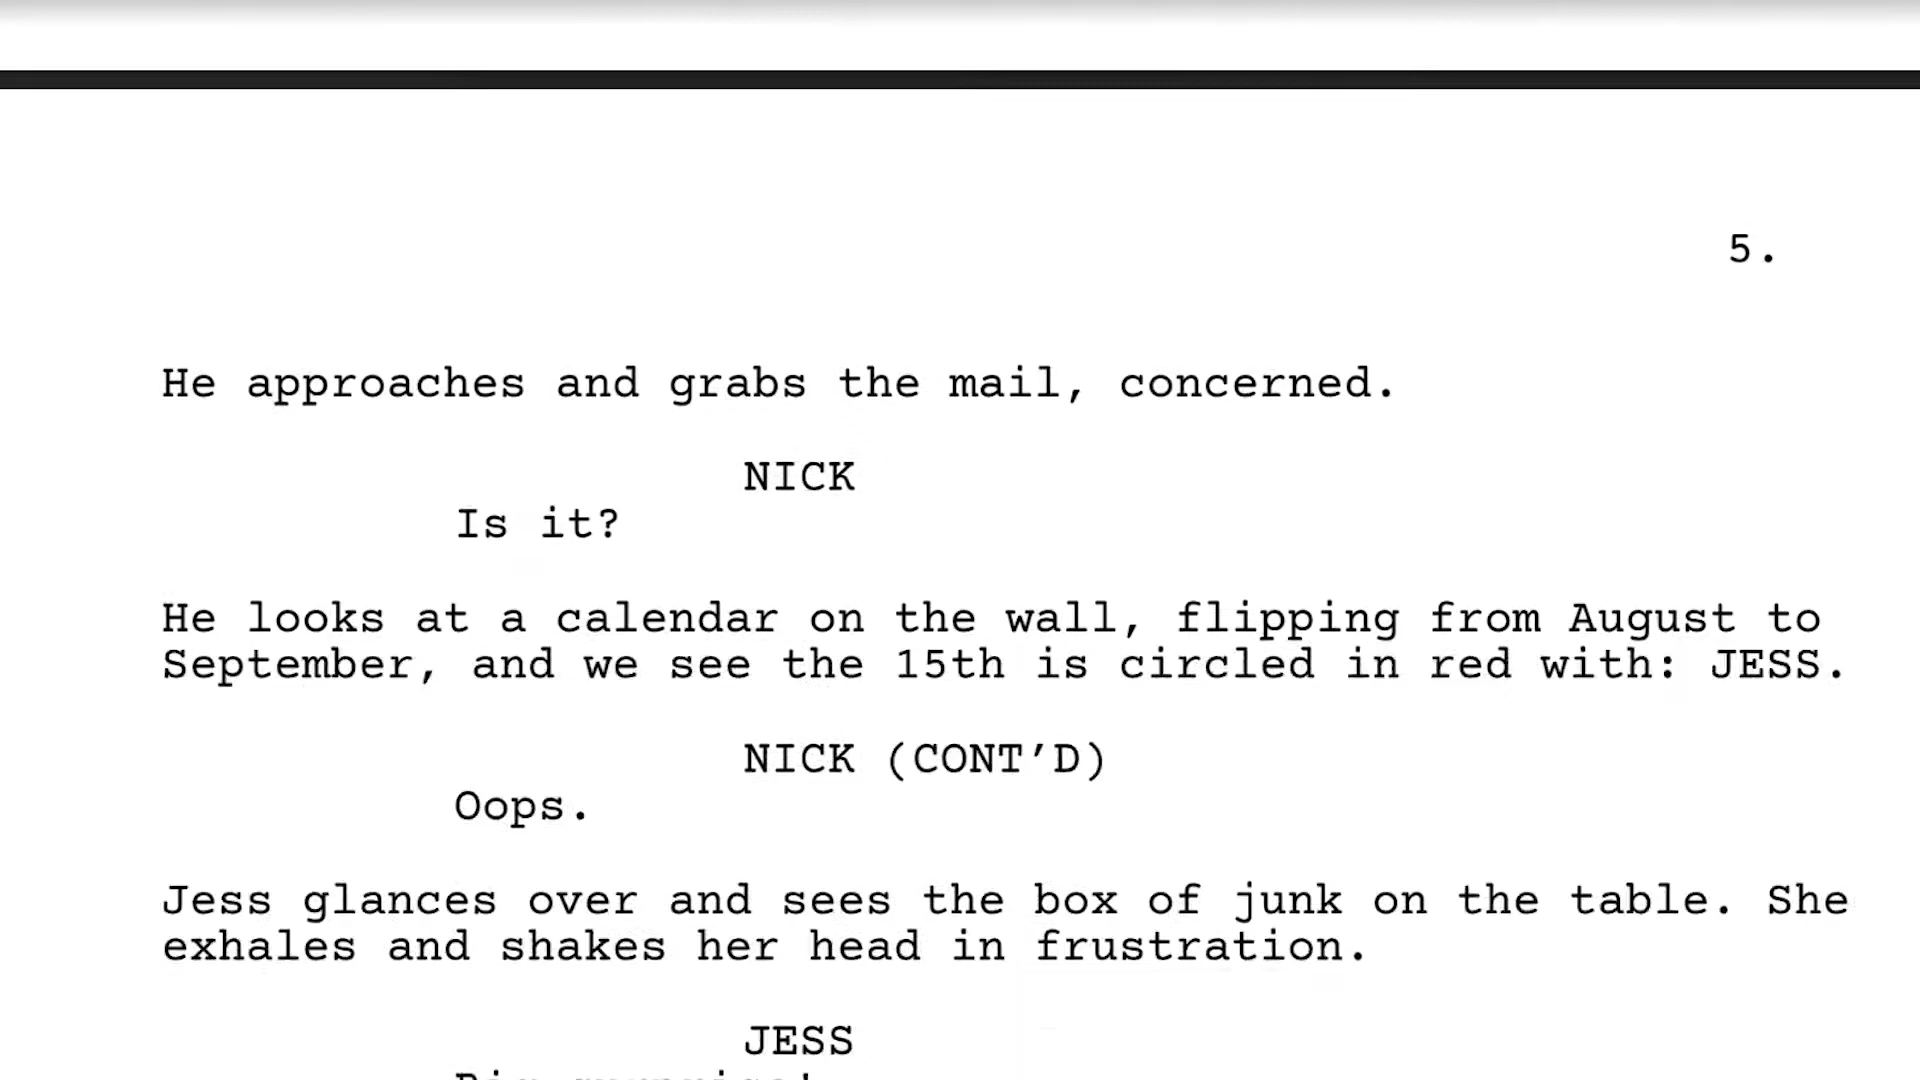 5.
He approaches and grabs the mail, concerned.
NICK
Is it?
He looks at a calendar on the wall, flipping from August to
September, and we see the 15th is circled in red with: JESS.
NICK (CONT’D)
Oops.
Jess glances over and sees the box of junk on the table. She
exhales and shakes her head in frustration.
JESS